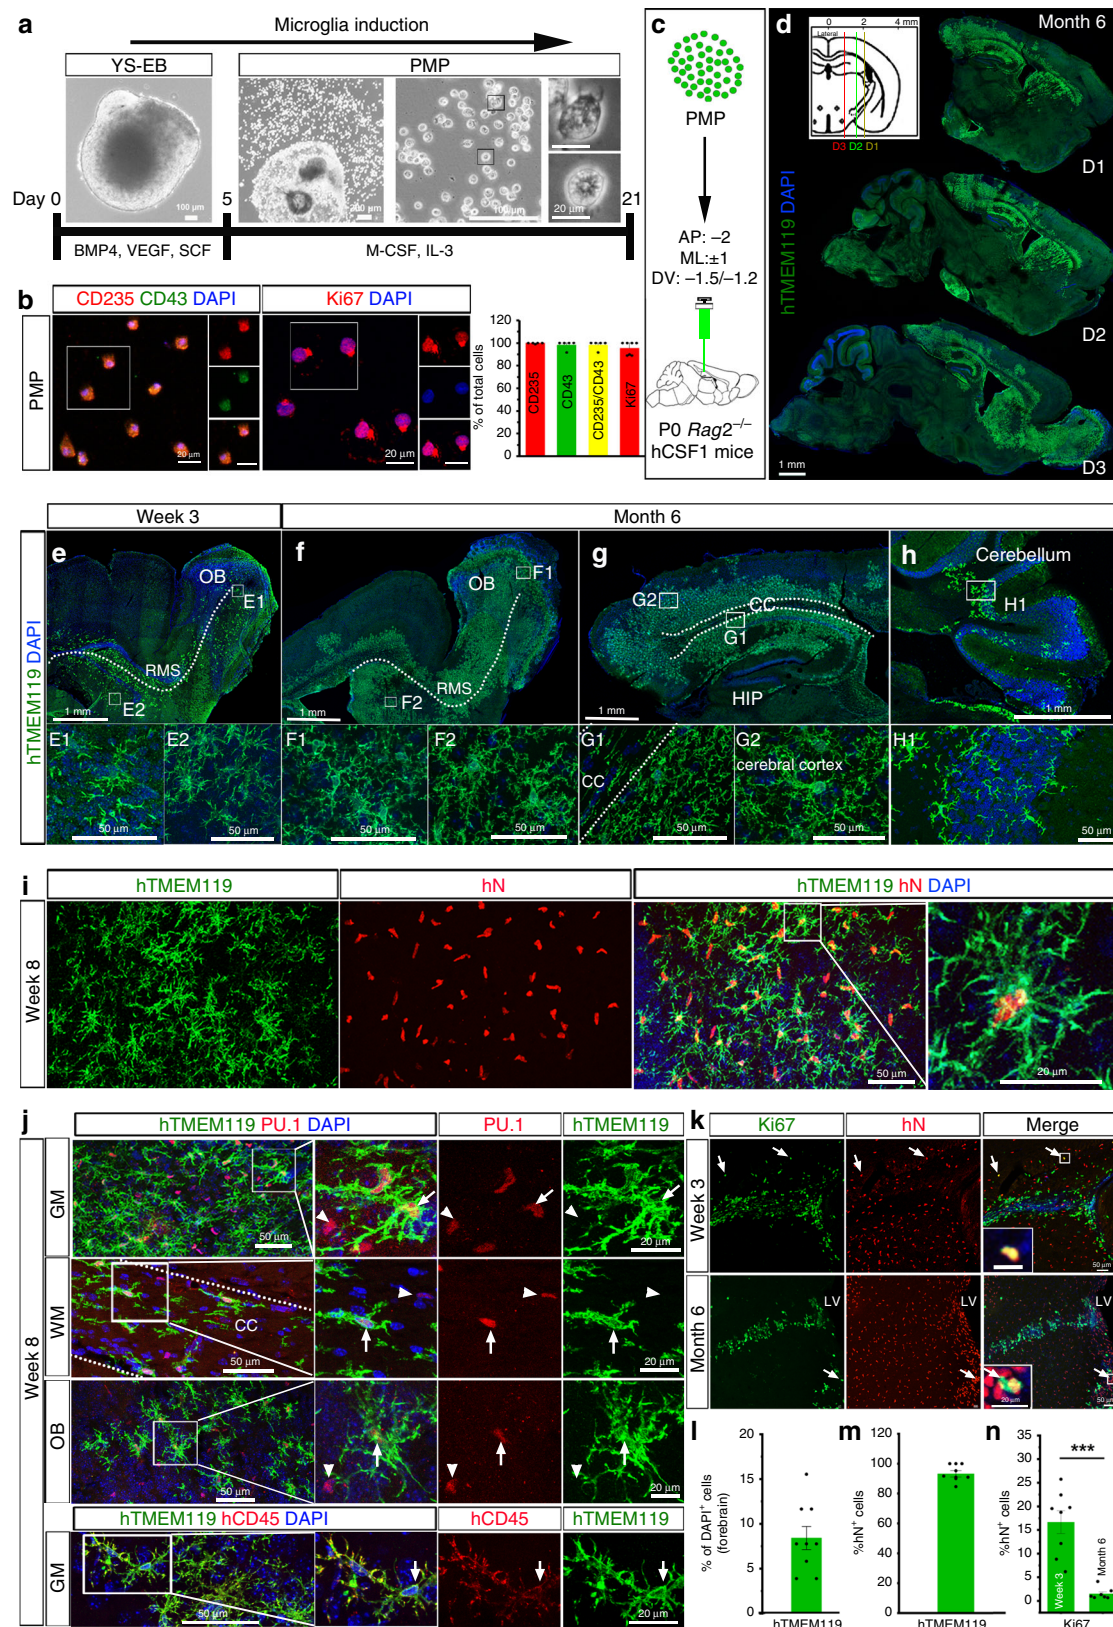 a
Microglia induction
YS-EB
PMP
100 µm
200 µm
100 µm
20 µm
Day 0
5
21
BMP4, VEGF, SCF
M-CSF, IL-3
b
CD235 CD43 DAPI
Ki67 DAPI
PMP
20 µm
20 µm
% of total cells
120
100
80
60
40
20
0
CD235
CD43
CD235/CD43
Ki67
c
PMP
AP: –2
ML:±1
DV: –1.5/–1.2
P0 Rag2–/–
hCSF1 mice
d
Month 6
0 2 4 mm
Lateral
D3 D2 D1
hTMEM119 DAPI
D1
D2
D3
1 mm
Week 3
Month 6
hTMEM119 DAPI
e
OB
E1
RMS
E2
1 mm
f
OB
F1
RMS
F2
1 mm
g
G2
CC
G1
HIP
1 mm
h
Cerebellum
H1
1 mm
E1
50 µm
E2
50 µm
F1
50 µm
F2
50 µm
G1
CC
50 µm
G2
cerebral cortex
50 µm
H1
50 µm
i
hTMEM119
hN
hTMEM119 hN DAPI
Week 8
50 µm
20 µm
j
hTMEM119 PU.1 DAPI
PU.1
hTMEM119
Week 8
GM
50 µm
20 µm
WM
CC
50 µm
20 µm
OB
50 µm
20 µm
hTMEM119 hCD45 DAPI
hCD45
hTMEM119
GM
50 µm
20 µm
k
Ki67
hN
Merge
Week 3
50 µm
Month 6
LV
LV
LV
20 µm
50 µm
l
% of DAPI+ cells
(forebrain)
20
15
10
5
0
hTMEM119
m
%hN+ cells
120
100
80
60
40
20
0
hTMEM119
n
***
%hN+ cells
35
30
25
20
15
10
5
0
Week 3
Month 6
Ki67